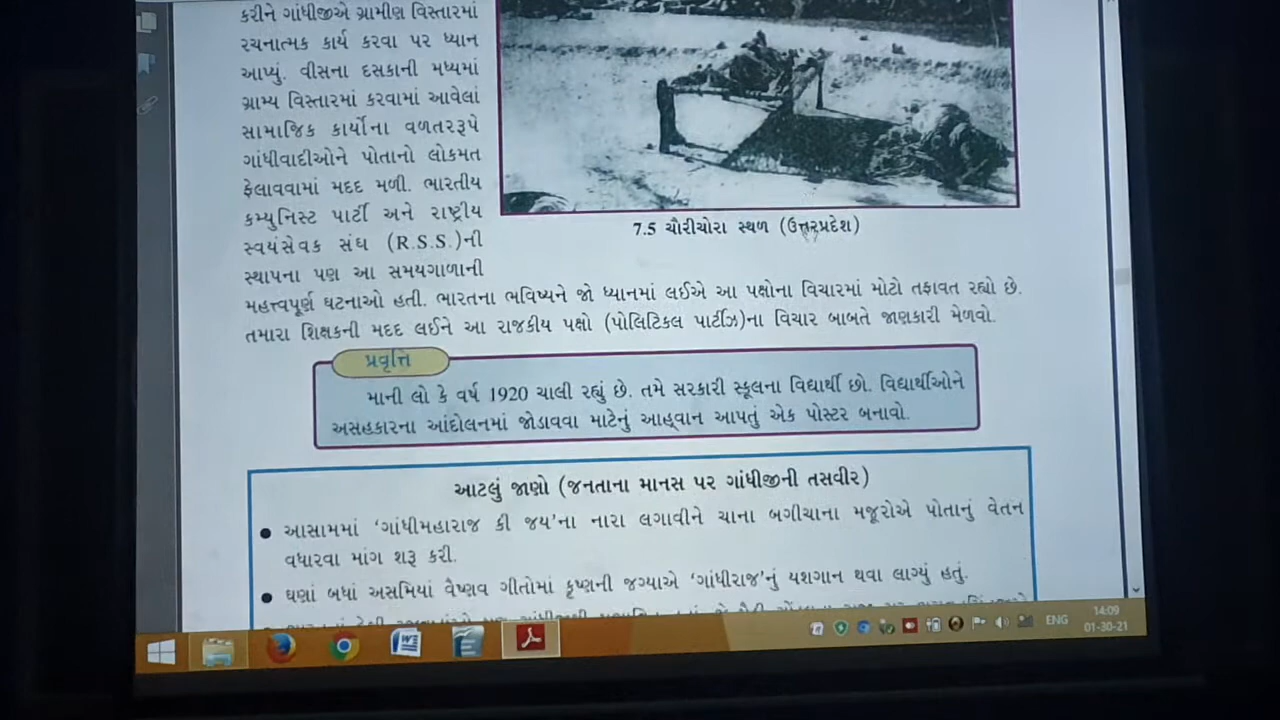 કરીને ગાંધીજીએ ગ્રામીણ વિસ્તારમાં
રચનાત્મક કાર્ય કરવા પર ધ્યાન
આપ્યું. વીસના દસકાની મધ્યમાં
ગ્રામ્ય વિસ્તારમાં કરવામાં આવેલાં
સામાજિક કાર્યોના વળતરરૂપે
ગાંધીવાદીઓને પોતાનો લોકમત
ફેલાવવામાં મદદ મળી. ભારતીય
કમ્યુનિસ્ટ પાર્ટી અને રાષ્ટ્રીય
સ્વયંસેવક સંઘ (R.S.S.)ની
સ્થાપના પણ આ સમયગાળાની
7.5 ચૌરીચોરા સ્થળ (ઉત્તરપ્રદેશ)
મહત્ત્વપૂર્ણ ઘટનાઓ હતી. ભારતના ભવિષ્યને જો ધ્યાનમાં લઈએ આ પક્ષોના વિચારમાં મોટો તફાવત રહ્યો છે.
તમારા શિક્ષકની મદદ લઈને આ રાજકીય પક્ષો (પોલિટિકલ પાર્ટીઝ)ના વિચાર બાબતે જાણકારી મેળવો.
પ્રવૃત્તિ
માની લો કે વર્ષ 1920 ચાલી રહ્યું છે. તમે સરકારી સ્કૂલના વિદ્યાર્થી છો. વિદ્યાર્થીઓને
અસહકારના આંદોલનમાં જોડાવવા માટેનું આહ્‌વાન આપતું એક પોસ્ટર બનાવો.
આટલું જાણો (જનતાના માનસ પર ગાંધીજીની તસવીર)
● આસામમાં ‘ગાંધીમહારાજ કી જય’ના નારા લગાવીને ચાના બગીચાના મજૂરોએ પોતાનું વેતન
વધારવા માંગ શરૂ કરી.
● ઘણાં બધાં અસમિયાં વૈષ્ણવ ગીતોમાં કૃષ્ણની જગ્યાએ ‘ગાંધીરાજ’નું યશગાન થવા લાગ્યું હતું.
ENG
14:09
01-30-21